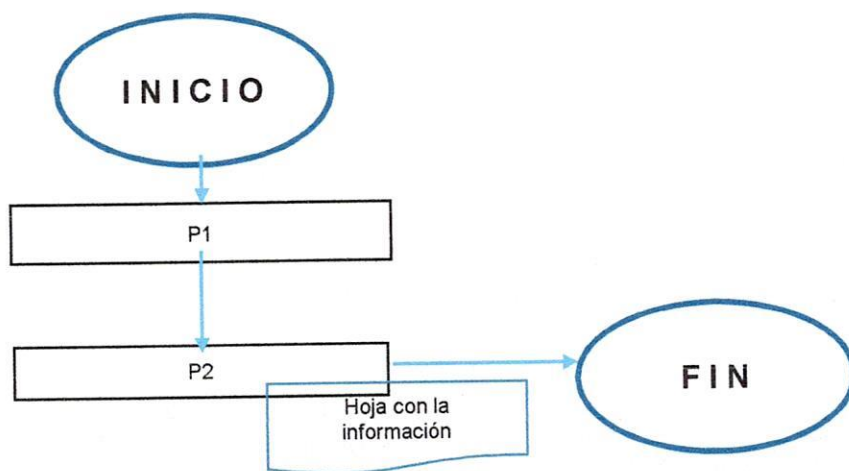 INICIO
P1
P2
FIN
Hoja con la
información